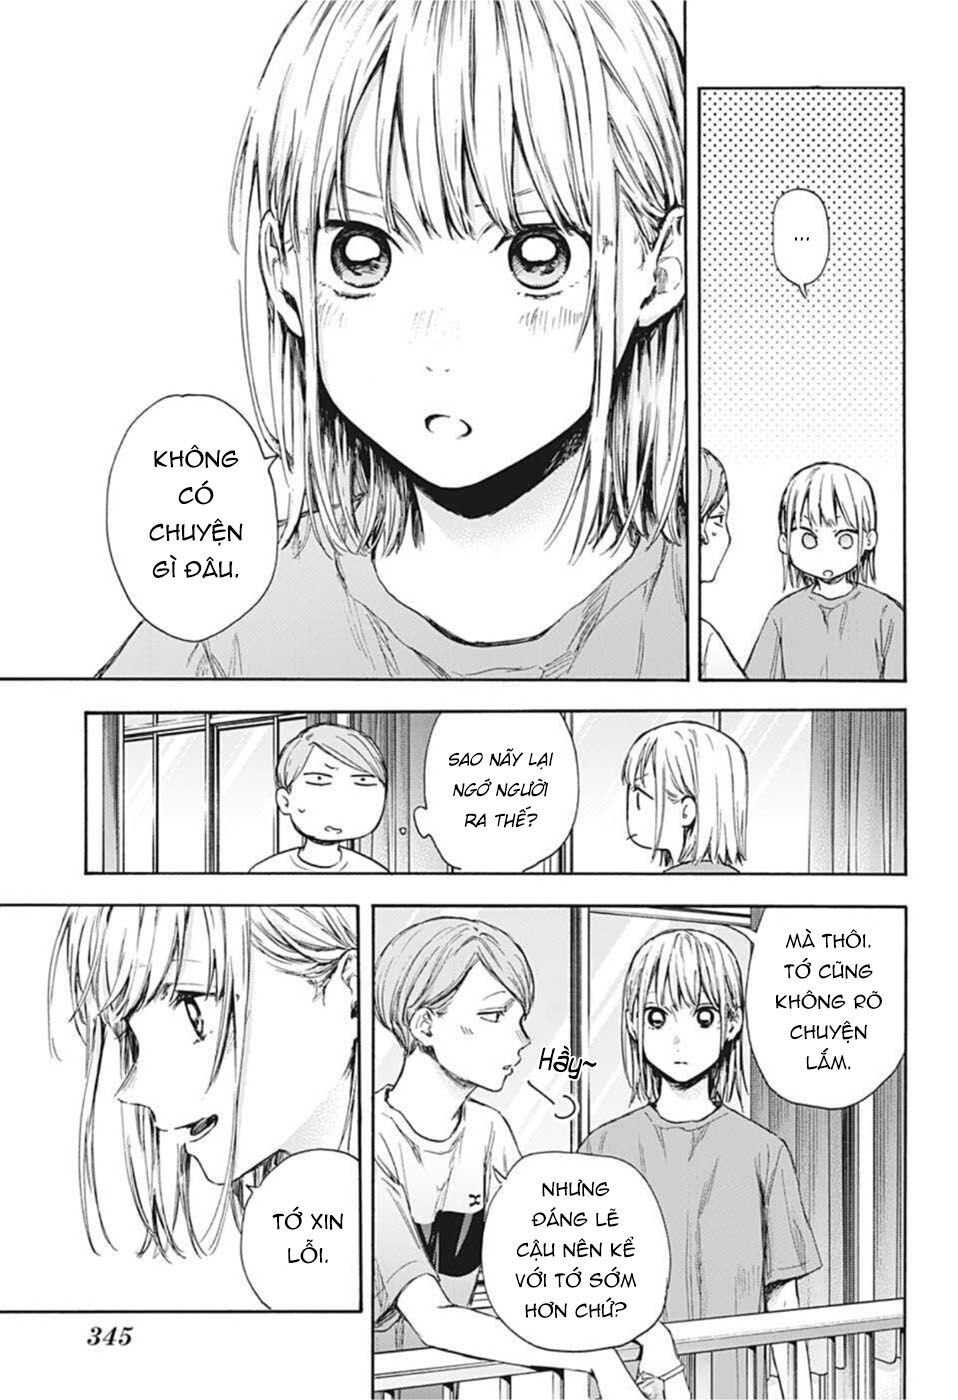 ...
KHÔNG
CÓ
CHUYỆN
GÌ ĐÂU.
SAO NÃY LẠI
NGỚ NGƯỜI
RA THẾ?
MÀ THÔI.
TỚ CŨNG
KHÔNG RÕ
CHUYỆN
LẮM.
Hầy~
NHƯNG
ĐÁNG LẼ
CẬU NÊN KỂ
VỚI TỚ SỚM
HƠN CHỨ?
TỚ XIN
LỖI.
345